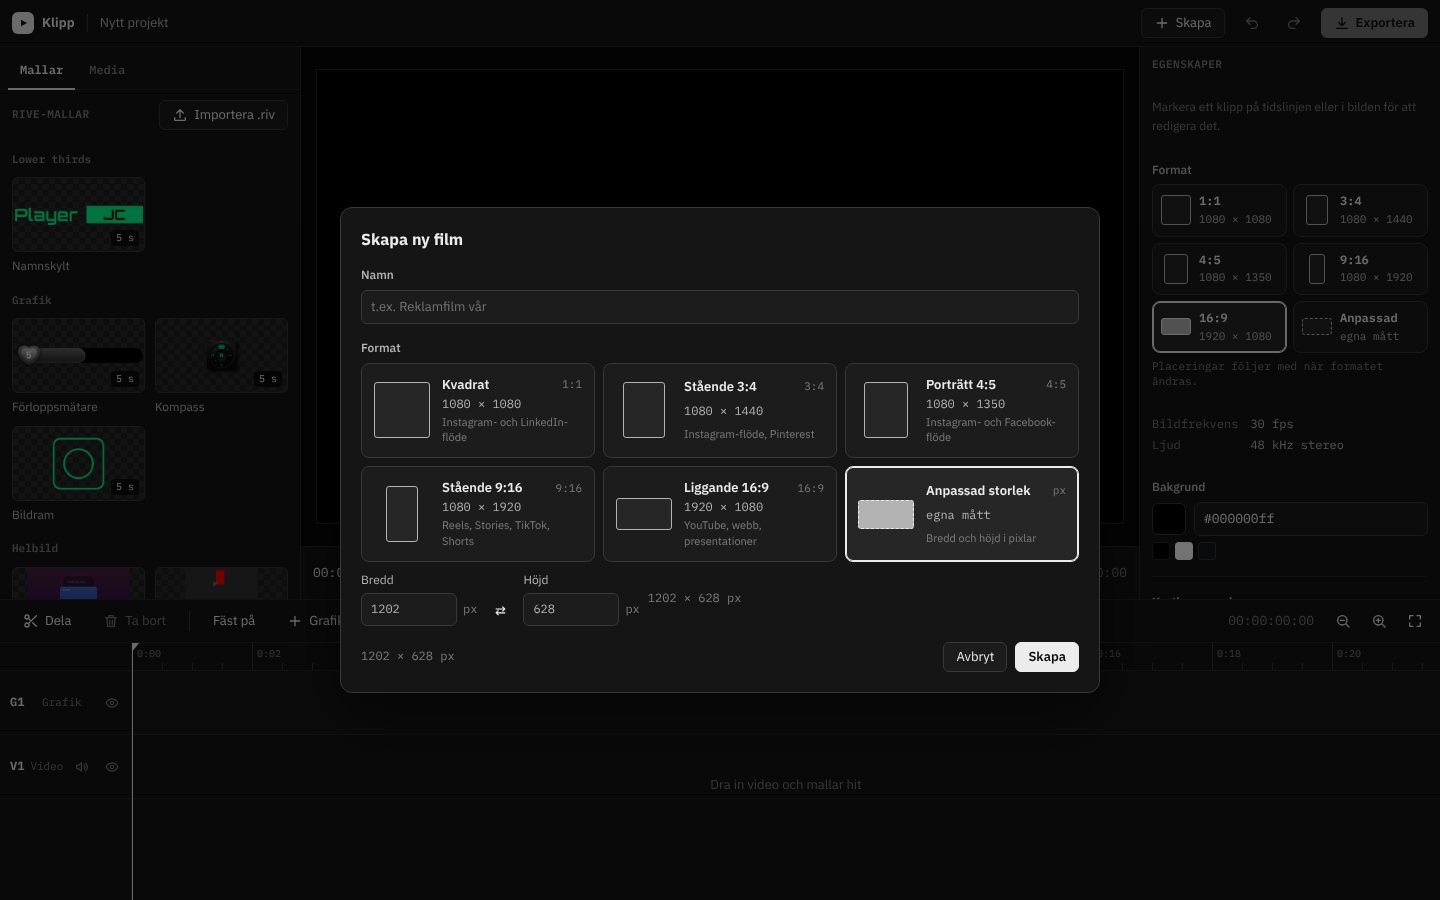 Klipp
Nytt projekt
Skapa
Exportera
Mallar
Media
RIVE-MALLAR
Importera .riv
Lower thirds
Player
JC
5 s
Namnskylt
Grafik
5
5 s
5 s
Förloppsmätare
Kompass
5 s
Bildram
Helbild
Skapa ny film
Namn
t.ex. Reklamfilm vår
Format
Kvadrat
1:1
1080 × 1080
Instagram- och LinkedIn-
flöde
Stående 3:4
3:4
1080 × 1440
Instagram-flöde, Pinterest
Porträtt 4:5
4:5
1080 × 1350
Instagram- och Facebook-
flöde
Stående 9:16
9:16
1080 × 1920
Reels, Stories, TikTok,
Shorts
Liggande 16:9
16:9
1920 × 1080
YouTube, webb,
presentationer
Anpassad storlek
px
egna mått
Bredd och höjd i pixlar
Bredd
Höjd
1202
px
⇄
628
px
1202 × 628 px
1202 × 628 px
Avbryt
Skapa
EGENSKAPER
Markera ett klipp på tidslinjen eller i bilden för att
redigera det.
Format
1:1
1080 × 1080
3:4
1080 × 1440
4:5
1080 × 1350
9:16
1080 × 1920
16:9
1920 × 1080
Anpassad
egna mått
Placeringar följer med när formatet
ändras.
Bildfrekvens
30 fps
Ljud
48 kHz stereo
Bakgrund
#000000ff
00:0
0:00
Dela
Ta bort
Fäst på
Grafik
00:00:00:00
0:00
0:02
:16
0:18
0:20
G1
Grafik
V1
Video
Dra in video och mallar hit